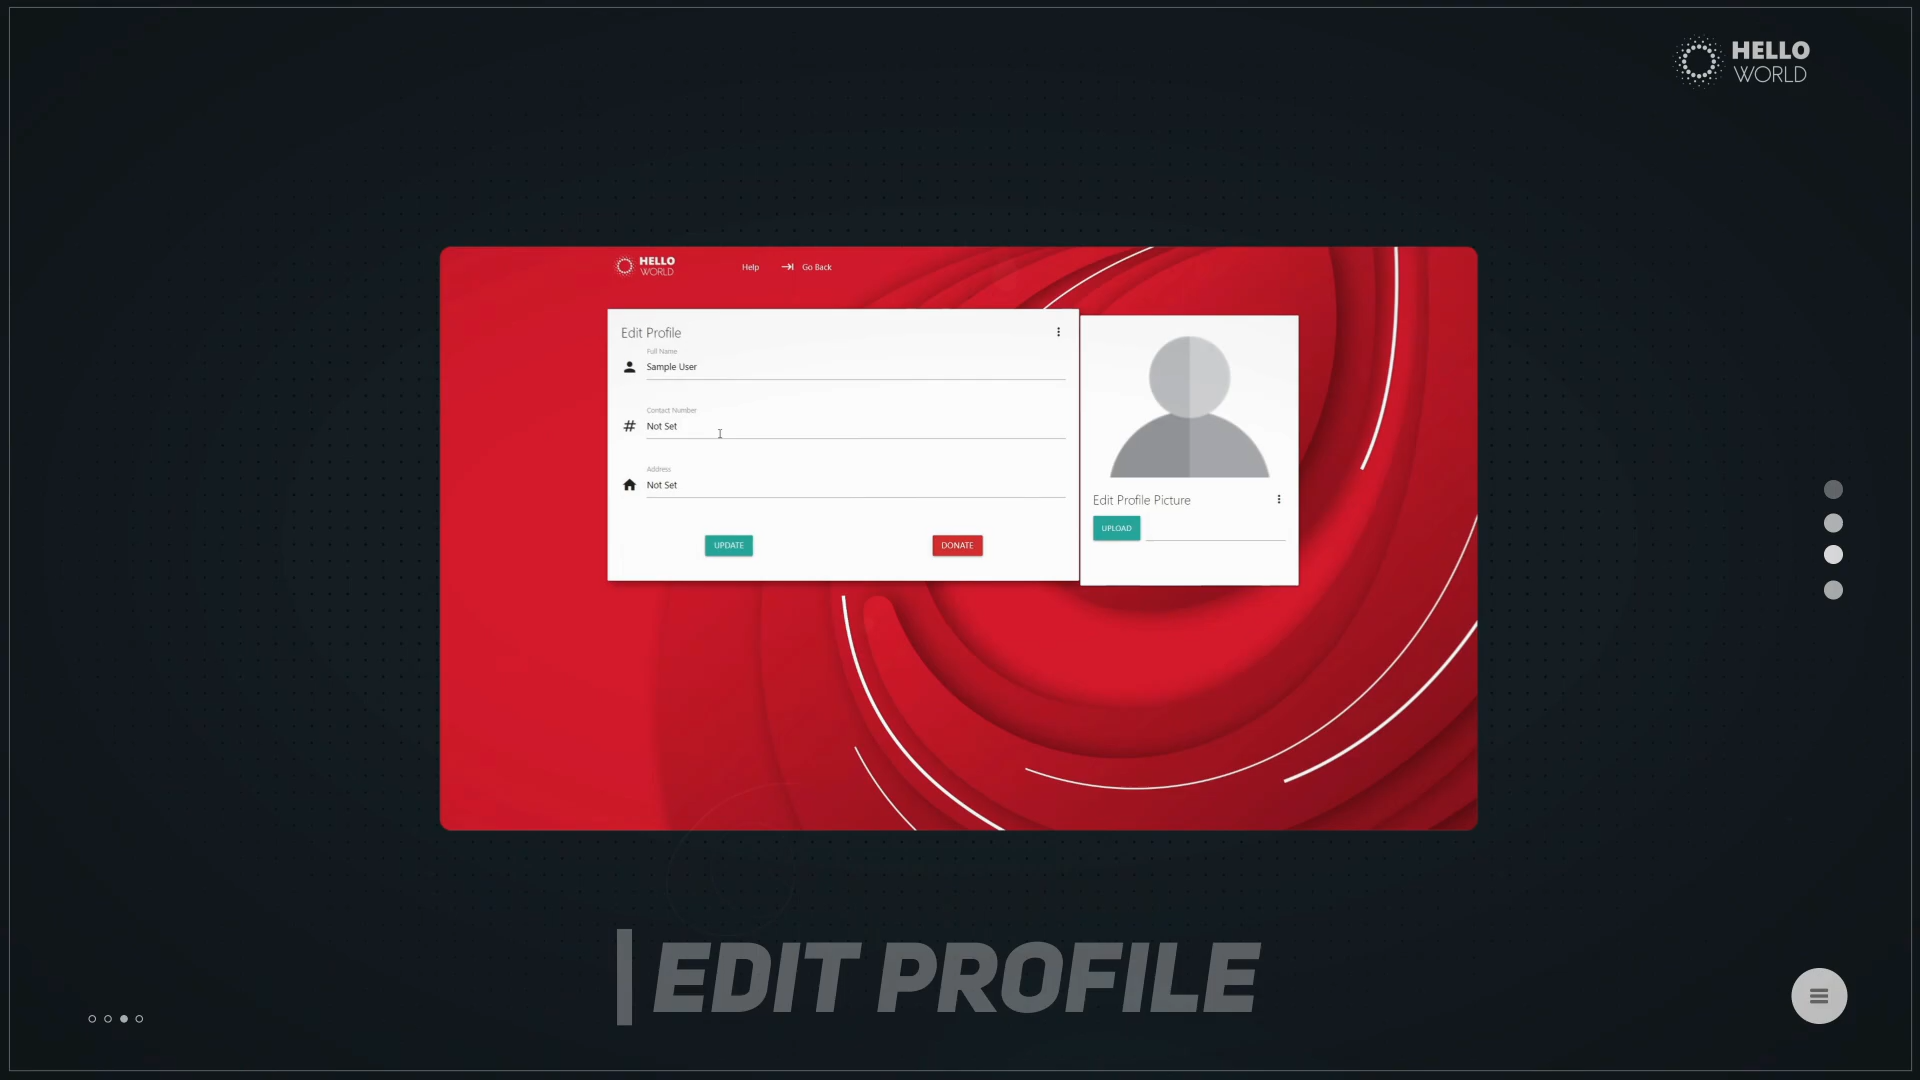 HELLO
WORLD
HELLO
WORLD
Help
Go Back
Edit Profile
Full Name
Sample User
Contact Number
Not Set
Address
Not Set
UPDATE
DONATE
Edit Profile Picture
UPLOAD
EDIT PROFILE